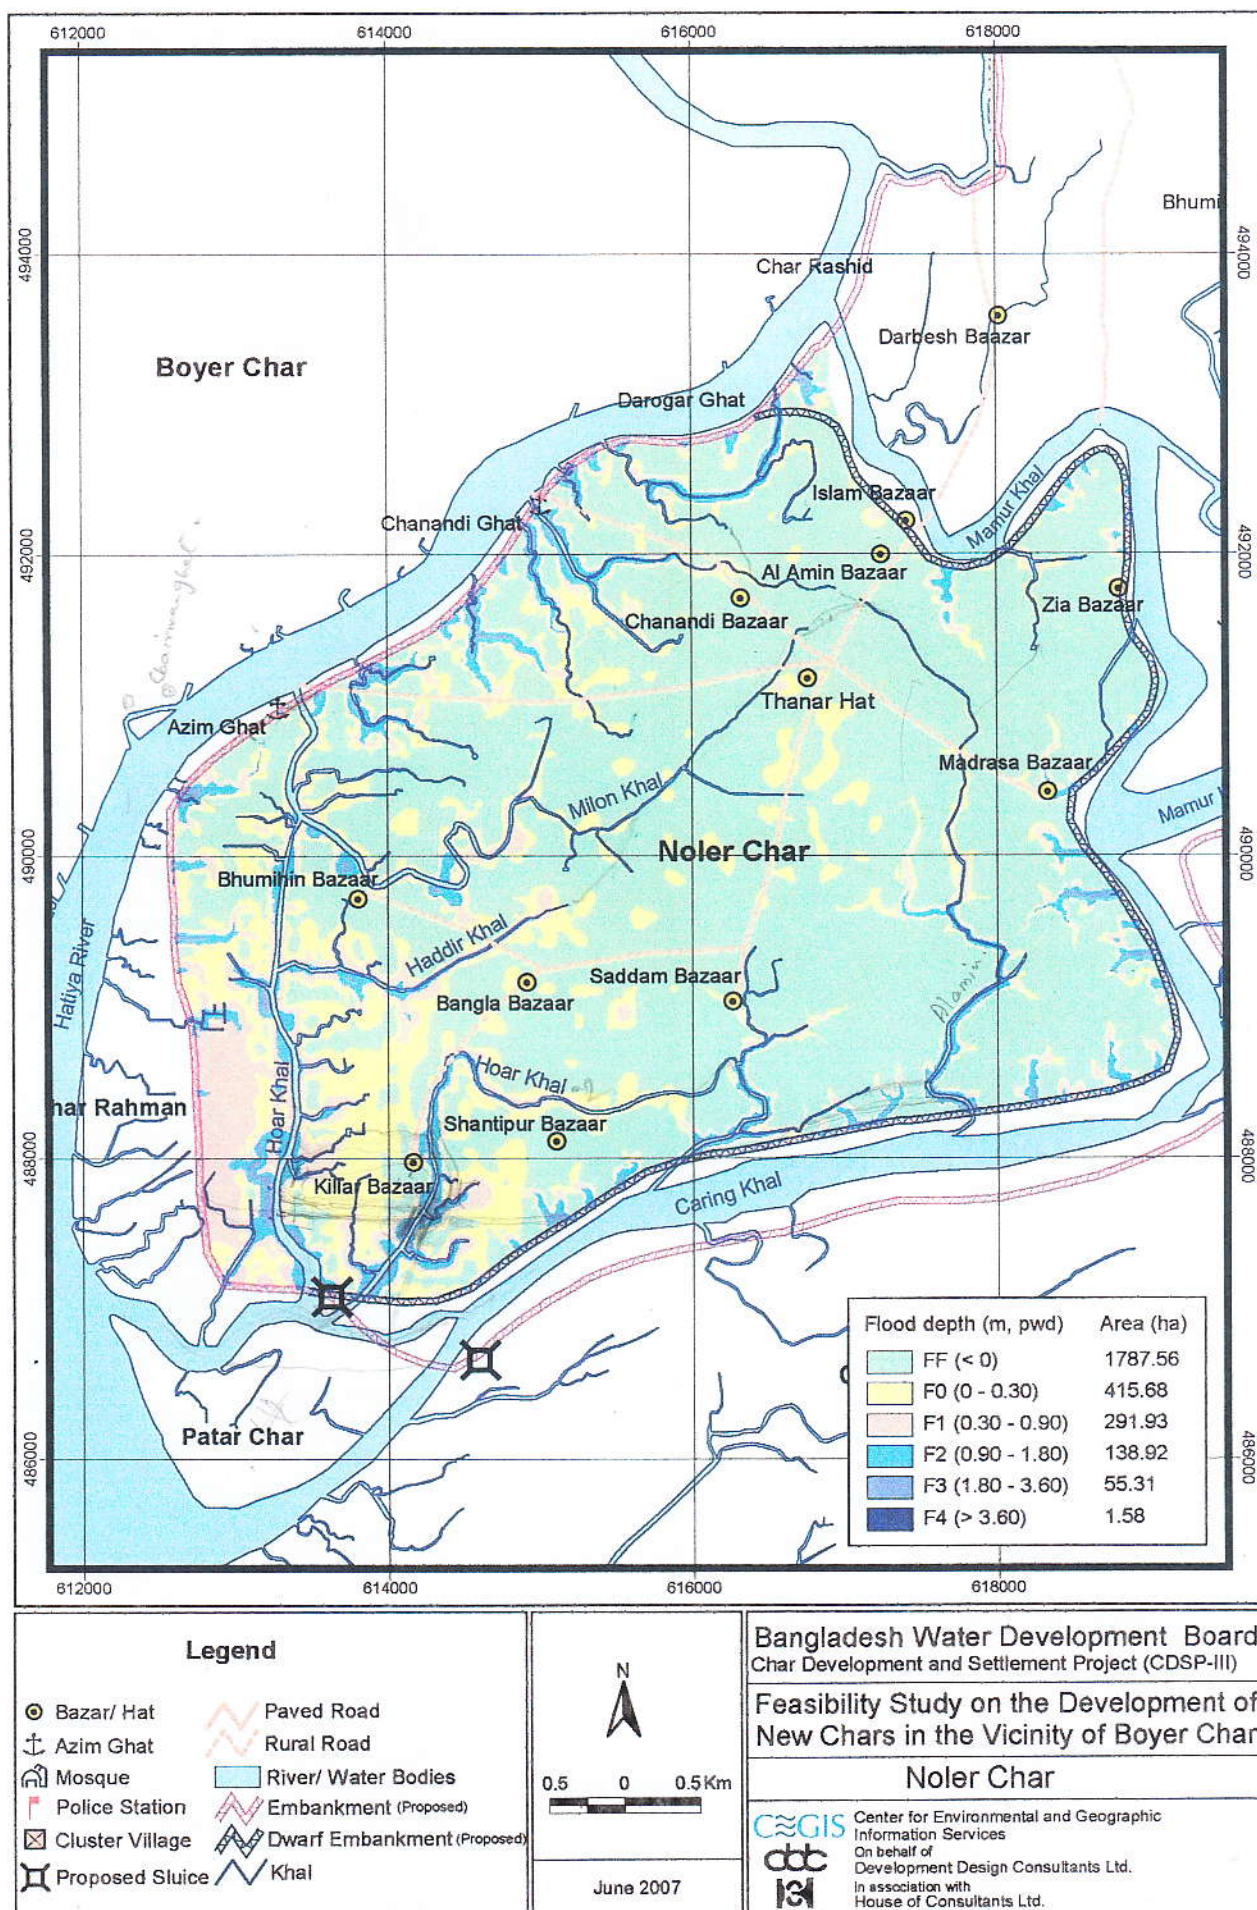 612000 614000 616000 618000
494000
494000
Bhumi
Char Rashid
Darbesh Baazar
Boyer Char
Darogar Ghat
Islam Bazaar
Mamur Khal
Chanandi Ghat
492000
492000
Al Amin Bazaar
Zia Bazaar
Chanandi Bazaar
Thanar Hat
Azim Ghat
Madrasa Bazaar
Milon Khal
Mamur
490000
490000
Noler Char
Bhumihin Bazaar
Hatiya River
Haddir Khal
Saddam Bazaar
Bangla Bazaar
Alamin
Hoar Khal
Hoar Khal -2
har Rahman
Shantipur Bazaar
488000
488000
Killar Bazaar
Caring Khal
Patar Char
486000
486000
Flood depth (m, pwd) Area (ha)
FF (< 0) 1787.56
F0 (0 - 0.30) 415.68
F1 (0.30 - 0.90) 291.93
F2 (0.90 - 1.80) 138.92
F3 (1.80 - 3.60) 55.31
F4 (> 3.60) 1.58
612000 614000 616000 618000
Legend
Bazar/ Hat
Azim Ghat
Mosque
Police Station
Cluster Village
Proposed Sluice
Paved Road
Rural Road
River/ Water Bodies
Embankment (Proposed)
Dwarf Embankment (Proposed)
Khal
N
0.5 0 0.5 Km
June 2007
Bangladesh Water Development Board
Char Development and Settlement Project (CDSP-III)
Feasibility Study on the Development of
New Chars in the Vicinity of Boyer Char
Noler Char
CEGIS
Center for Environmental and Geographic
Information Services
On behalf of
ddc
Development Design Consultants Ltd.
In association with
House of Consultants Ltd.